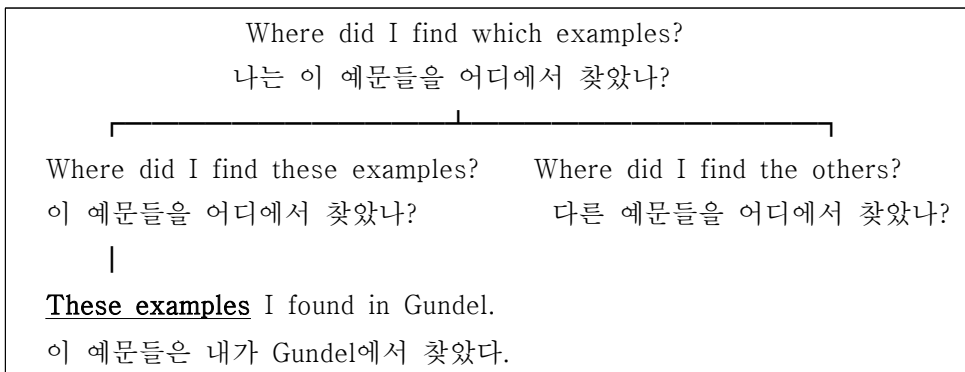 Where did I find which examples?
나는 이 예문들을 어디에서 찾았나?
Where did I find these examples? Where did I find the others?
이 예문들을 어디에서 찾았나? 다른 예문들을 어디에서 찾았나?
These examples I found in Gundel.
이 예문들은 내가 Gundel에서 찾았다.